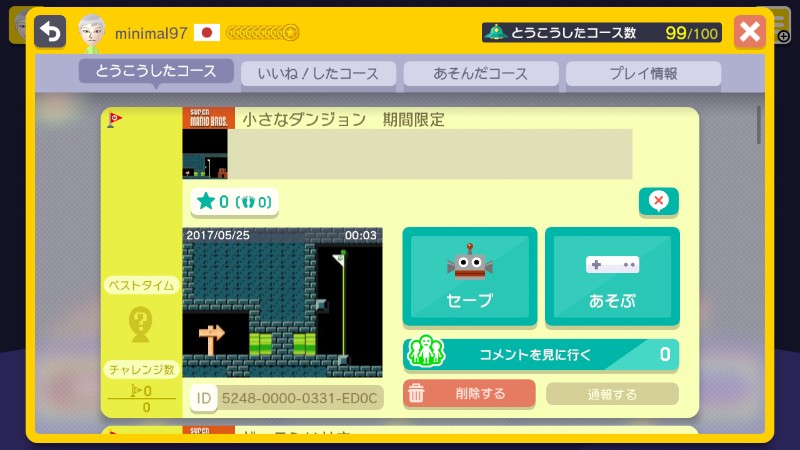 minimal97
とうこうしたコース数 99/100
とうこうしたコース
いいね！したコース
あそんだコース
プレイ情報
SUPER
MARIO BROS.
小さなダンジョン　期間限定
0 (0)
2017/05/25 00:03
ベストタイム
?
セーブ
あそぶ
コメントを見に行く 0
チャレンジ数
0
0
ID 5248-0000-0331-ED0C
削除する
通報する
SUPER